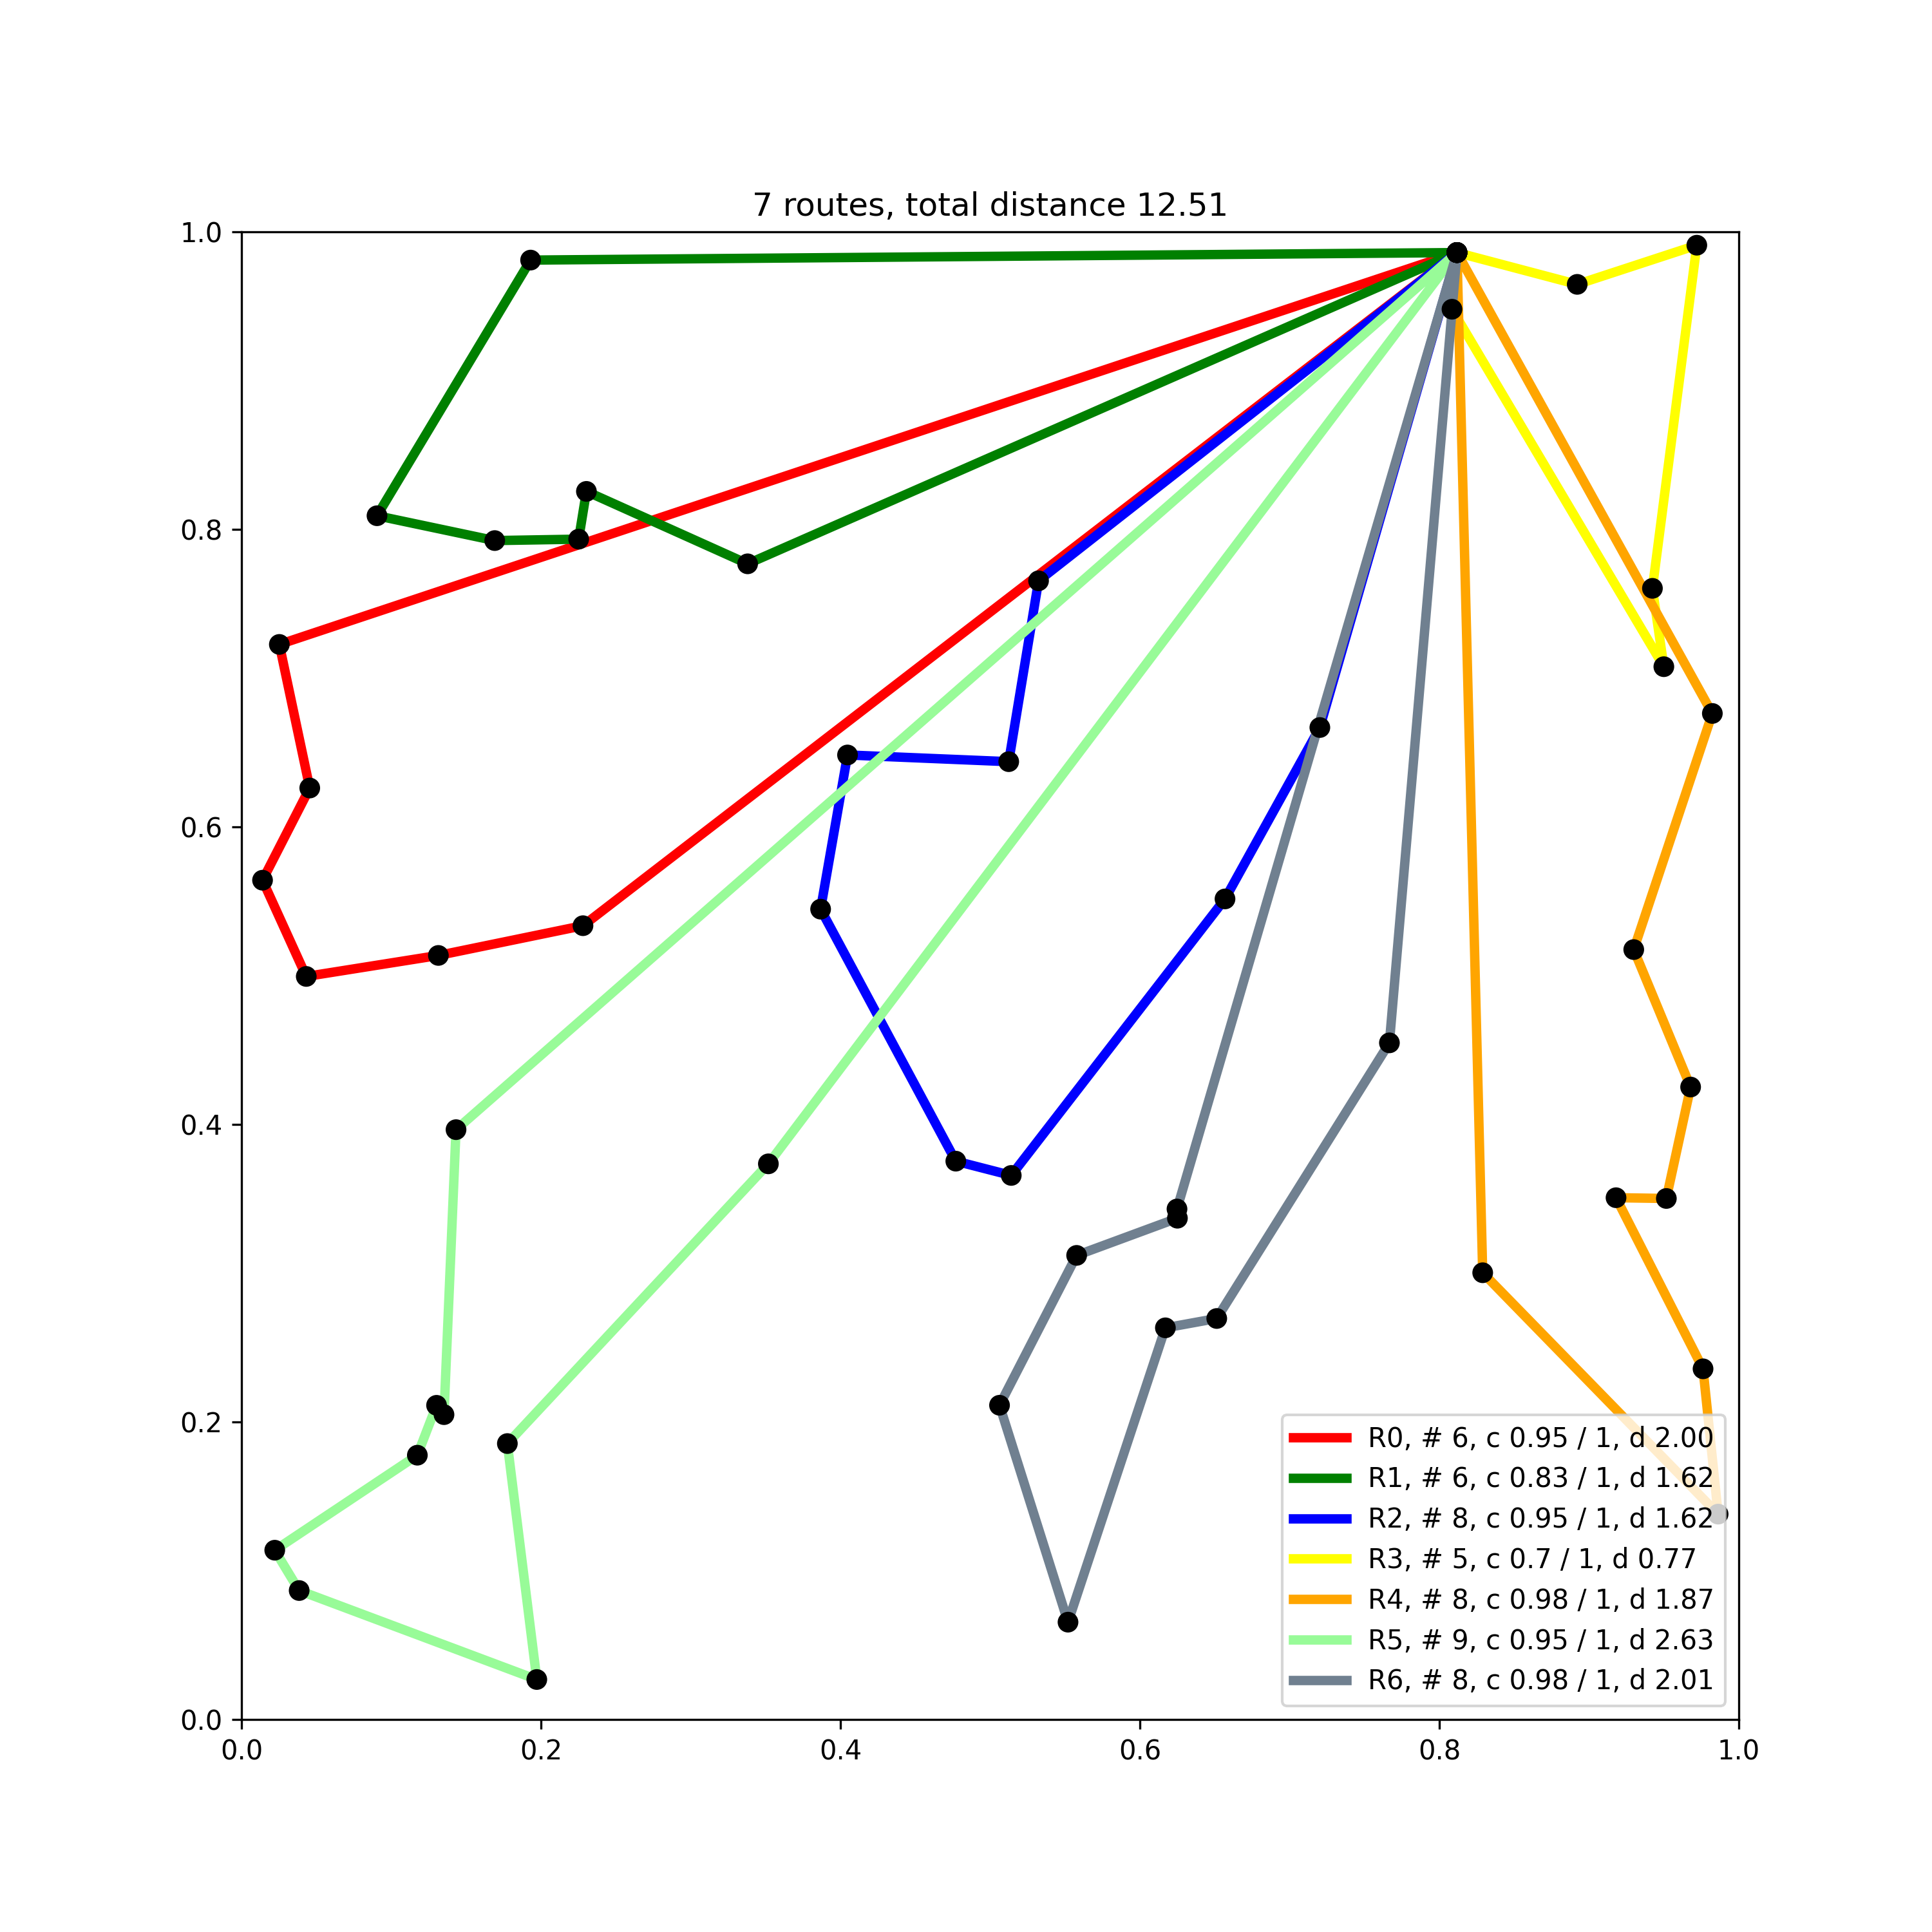 7 routes, total distance 12.51
1.0
0.8
0.6
0.4
0.2
0.0
R0, # 6, c 0.95 / 1, d 2.00
R1, # 6, c 0.83 / 1, d 1.62
R2, # 8, c 0.95 / 1, d 1.62
R3, # 5, c 0.7 / 1, d 0.77
R4, # 8, c 0.98 / 1, d 1.87
R5, # 9, c 0.95 / 1, d 2.63
R6, # 8, c 0.98 / 1, d 2.01
0.0 0.2 0.4 0.6 0.8 1.0